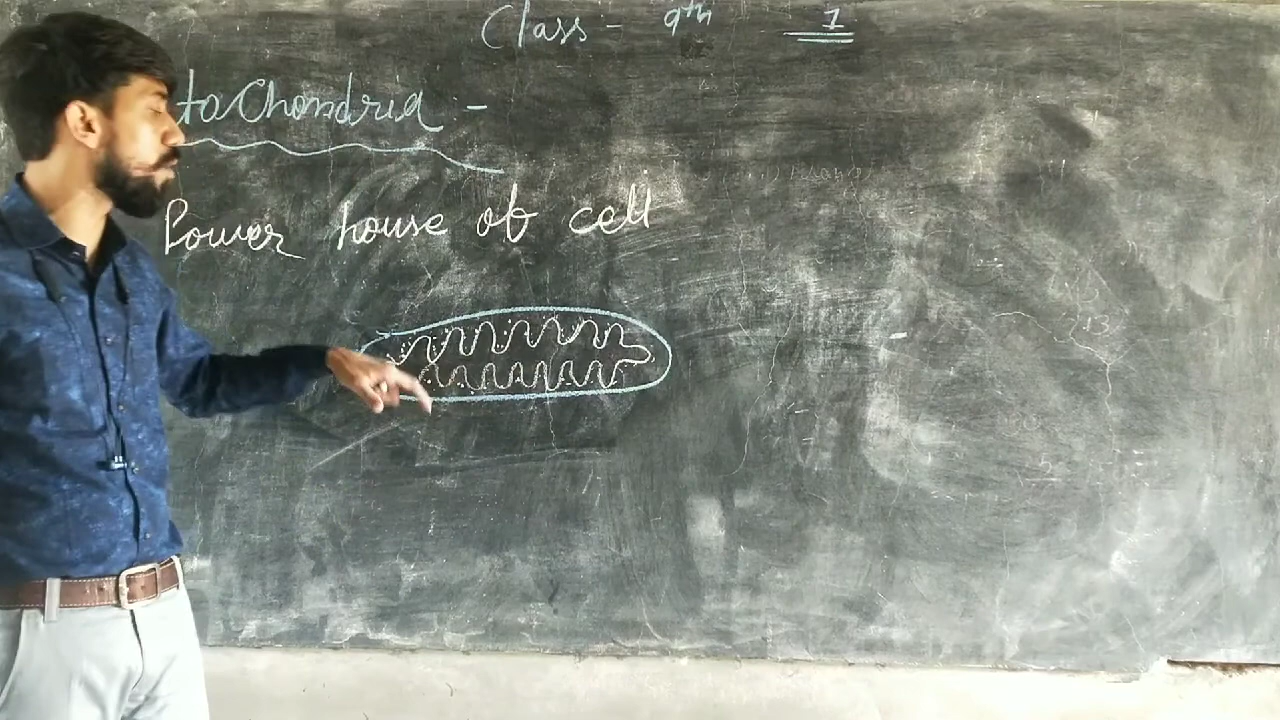 Class - 9th 1
toChondria :-
Power house of cell